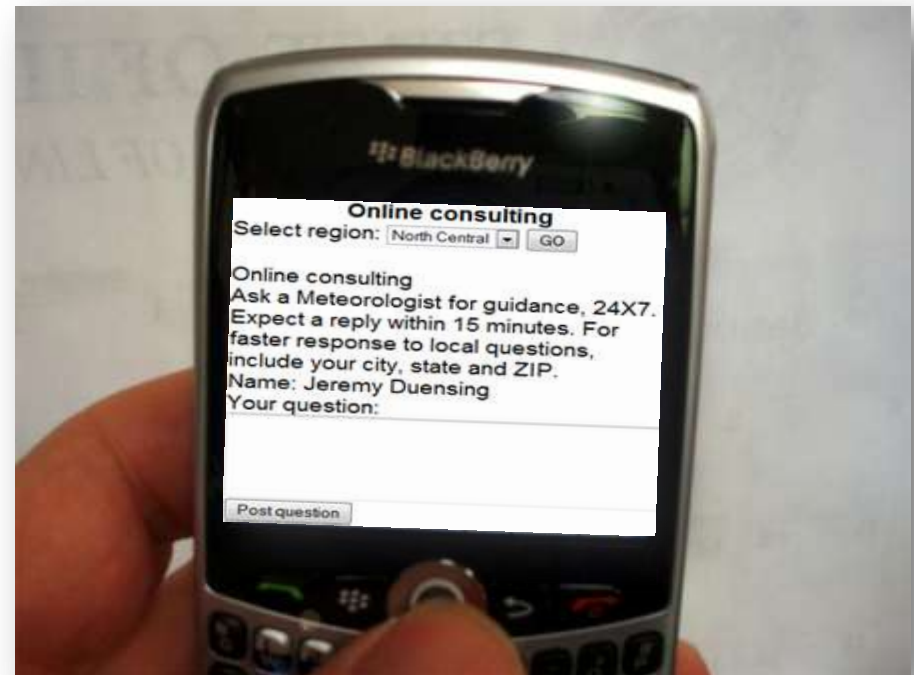 BlackBerry
Online consulting
Select region: North Central GO
Online consulting
Ask a Meteorologist for guidance, 24X7.
Expect a reply within 15 minutes. For
faster response to local questions,
include your city, state and ZIP.
Name: Jeremy Duensing
Your question:
Post question